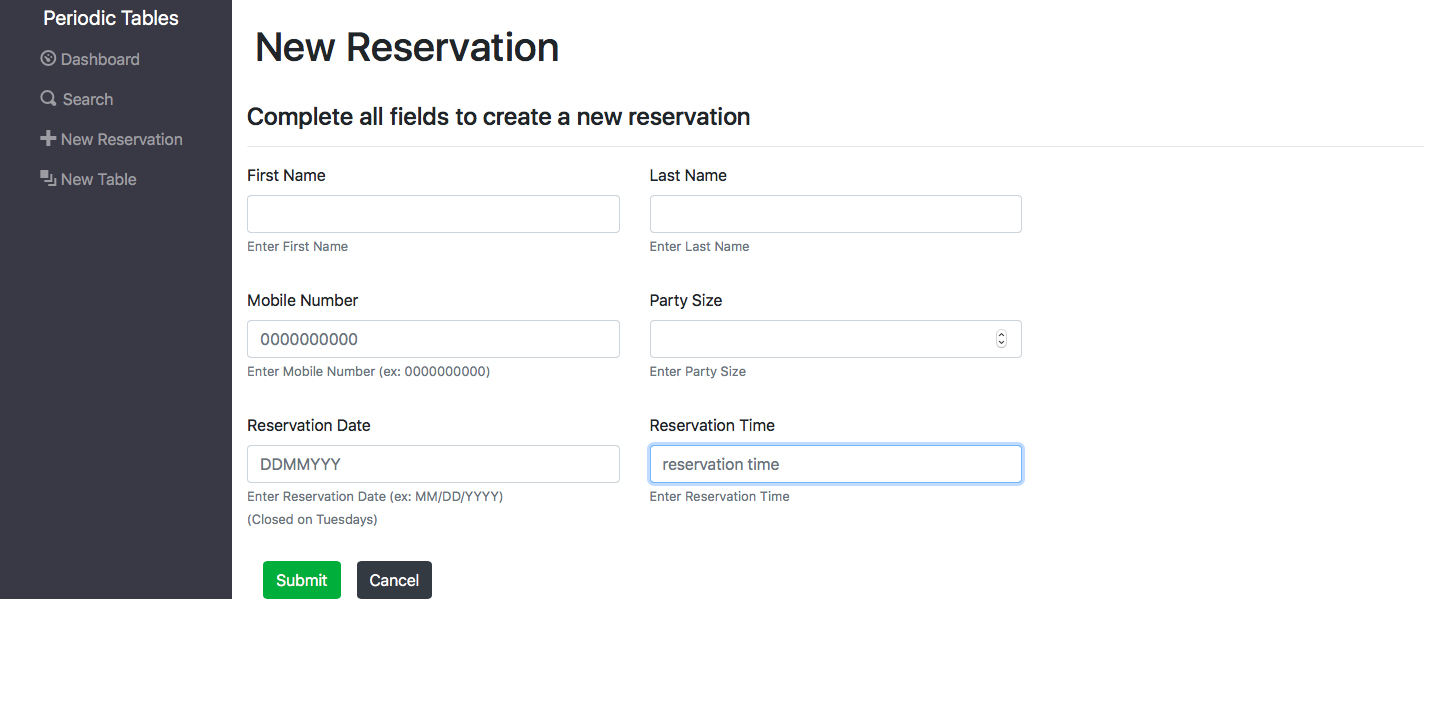 Periodic Tables
Dashboard
Search
New Reservation
New Table
New Reservation
Complete all fields to create a new reservation
First Name
Last Name
Enter First Name
Enter Last Name
Mobile Number
Party Size
0000000000
Enter Mobile Number (ex: 0000000000)
Enter Party Size
Reservation Date
Reservation Time
DDMMYYY
reservation time
Enter Reservation Date (ex: MM/DD/YYYY)
Enter Reservation Time
(Closed on Tuesdays)
Submit
Cancel